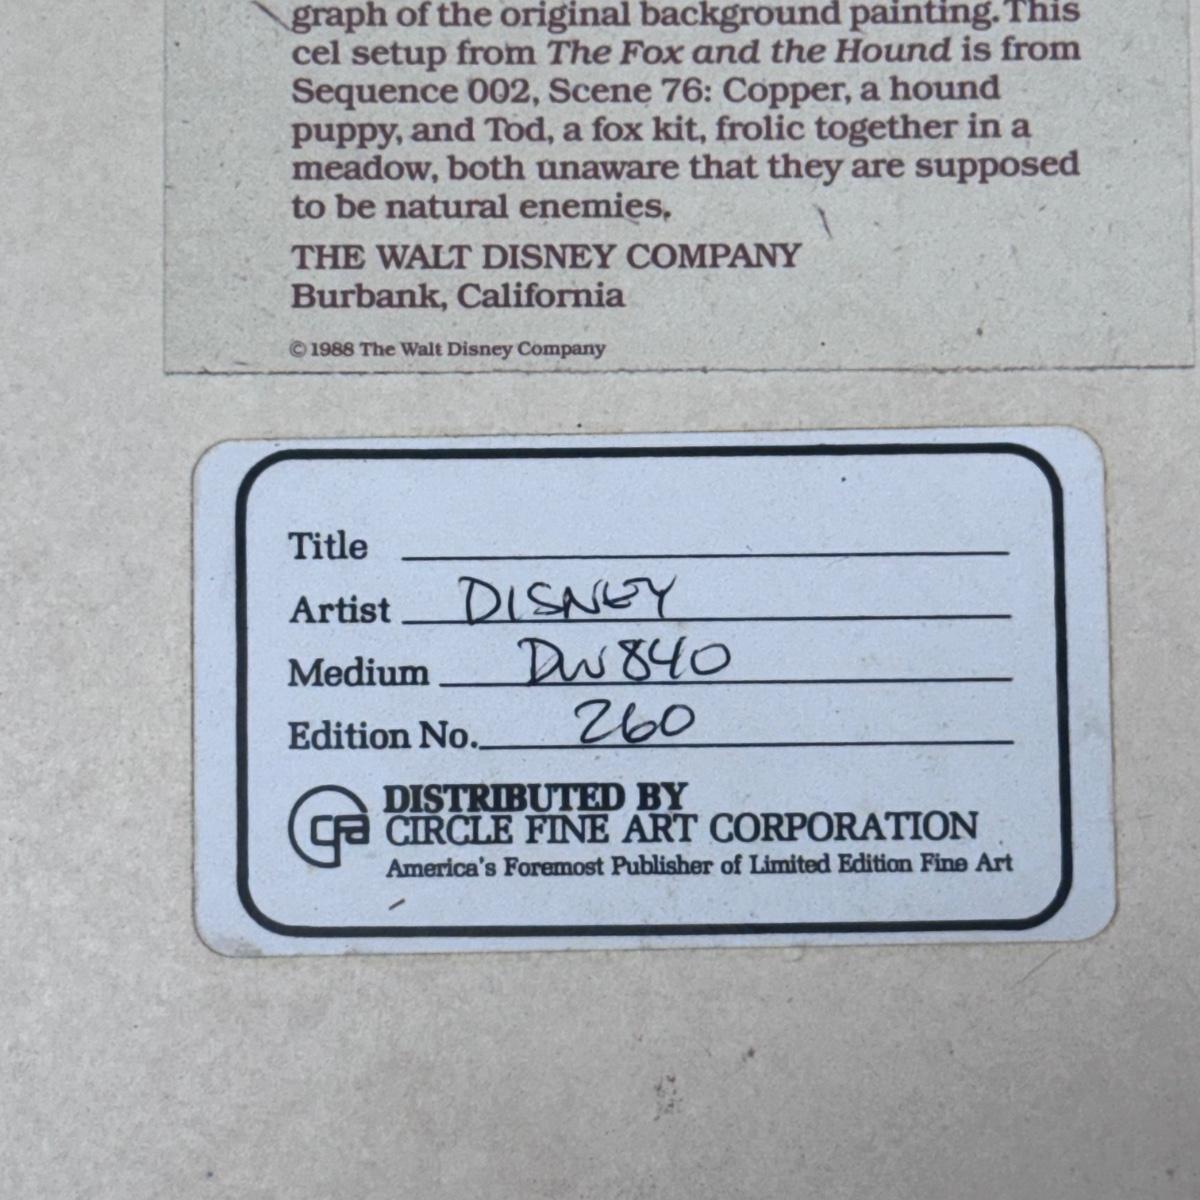 graph of the original background painting. This
cel setup from The Fox and the Hound is from
Sequence 002, Scene 76: Copper, a hound
puppy, and Tod, a fox kit, frolic together in a
meadow, both unaware that they are supposed
to be natural enemies.
THE WALT DISNEY COMPANY
Burbank, California
© 1988 The Walt Disney Company
Title
Artist DISNEY
Medium DW840
Edition No. 260
cfa DISTRIBUTED BY
CIRCLE FINE ART CORPORATION
America's Foremost Publisher of Limited Edition Fine Art